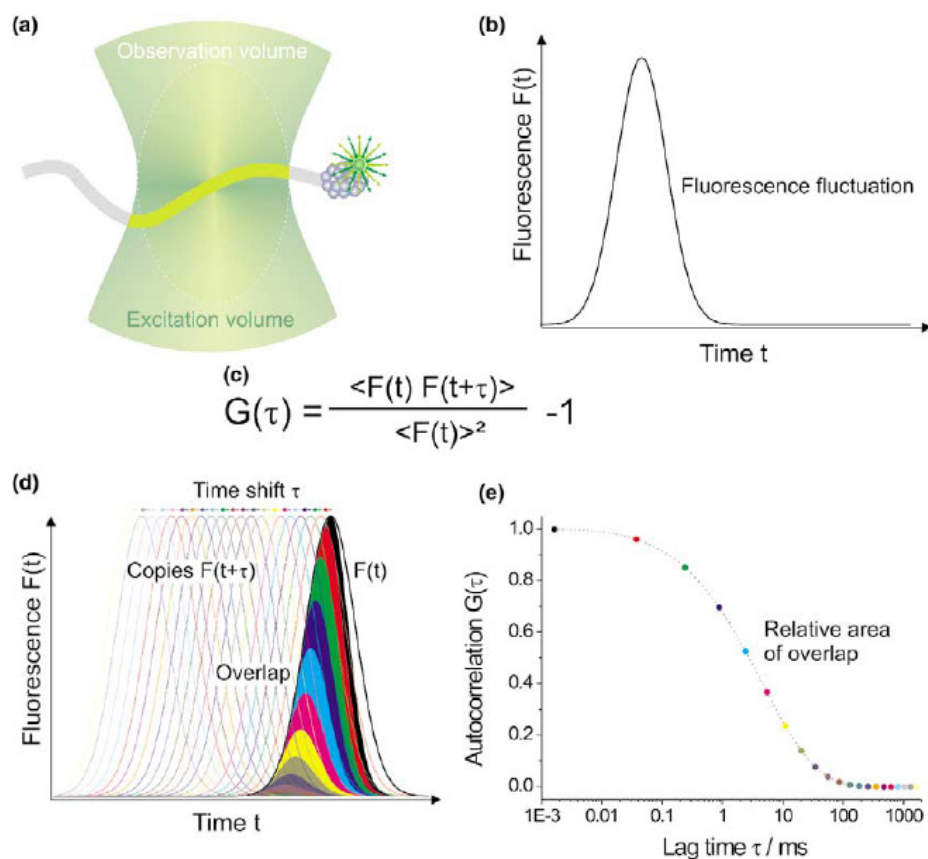 (a)
Observation volume
Excitation volume
(b)
Fluorescence F(t)
Fluorescence fluctuation
Time t
(c)
G(τ) = <F(t) F(t+τ)> / <F(t)>² -1
(d)
Time shift τ
Fluorescence F(t)
Copies F(t+τ)
F(t)
Overlap
Time t
(e)
Autocorrelation G(τ)
1.0
0.8
0.6
0.4
0.2
0.0
Relative area
of overlap
1E-3 0.01 0.1 1 10 100 1000
Lag time τ / ms